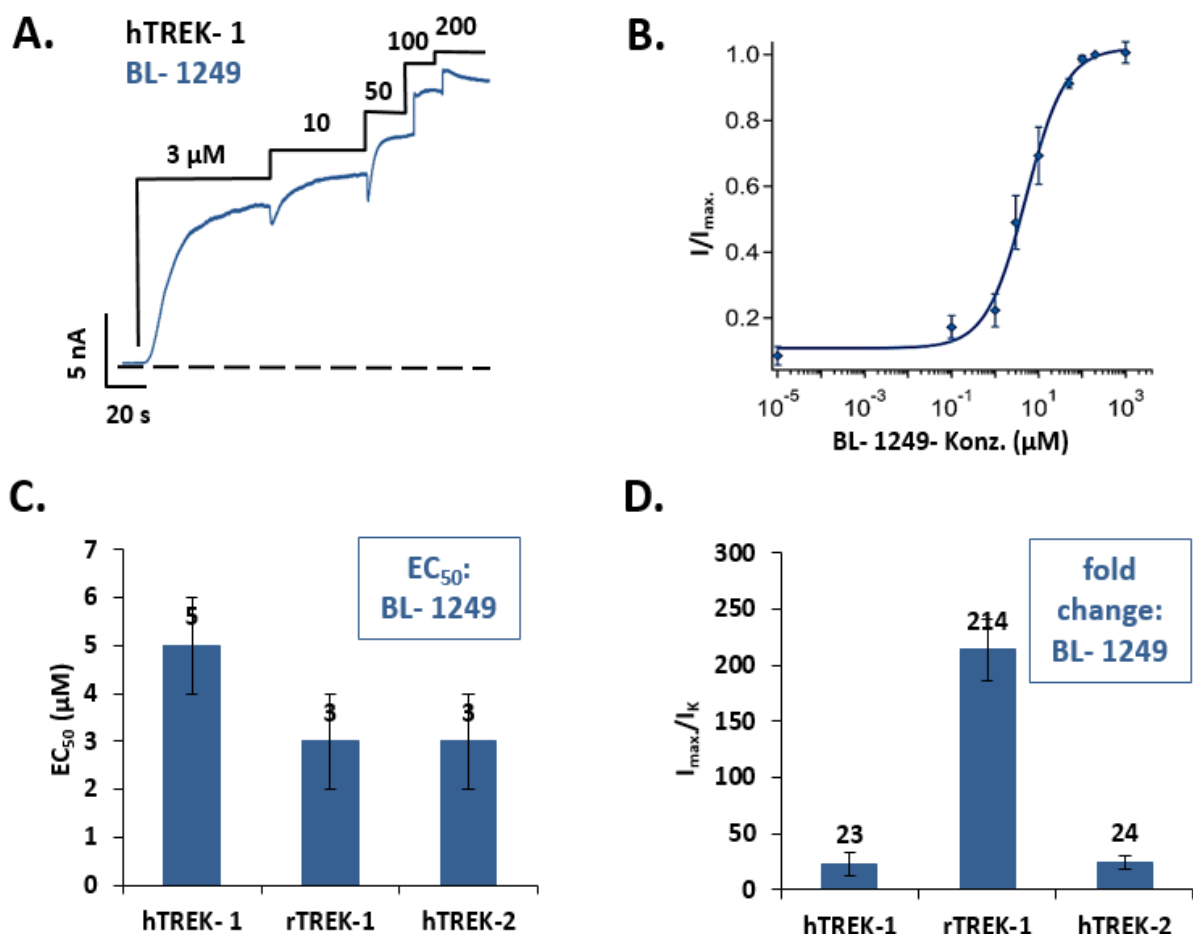 A.
hTREK- 1
BL- 1249
3 µM
10
50
100
200
5 nA
20 s
B.
I/Imax.
1.0
0.8
0.6
0.4
0.2
10-5
10-3
10-1
101
103
BL- 1249- Konz. (µM)
C.
EC50 (µM)
7
6
5
4
3
2
1
0
EC50:
BL- 1249
5
3
3
hTREK- 1
rTREK-1
hTREK-2
D.
Imax./IK
300
250
200
150
100
50
0
fold
change:
BL- 1249
23
214
24
hTREK-1
rTREK-1
hTREK-2